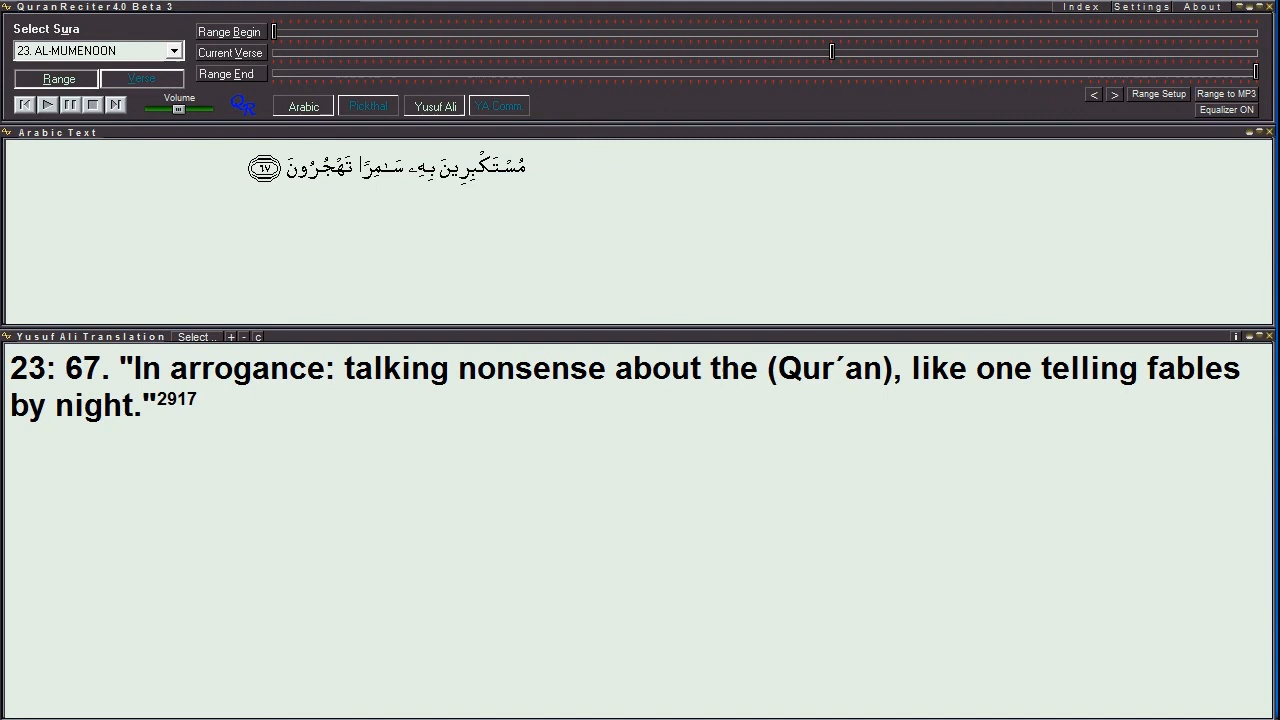 QuranReciter4.0 Beta 3
Index Settings About
Select Sura
23. AL-MUMENOON
Range Verse
Volume
Range Begin
Current Verse
Range End
QR
Arabic Pickthal Yusuf Ali YA Comm.
< > Range Setup Range to MP3
Equalizer ON
Arabic Text
مُسْتَكْبِرِينَ بِهِۦ سَـٰمِرًا تَهْجُرُونَ ٦٧
Yusuf Ali Translation Select .. + - c i
23: 67. "In arrogance: talking nonsense about the (Qur´an), like one telling fables
by night."2917